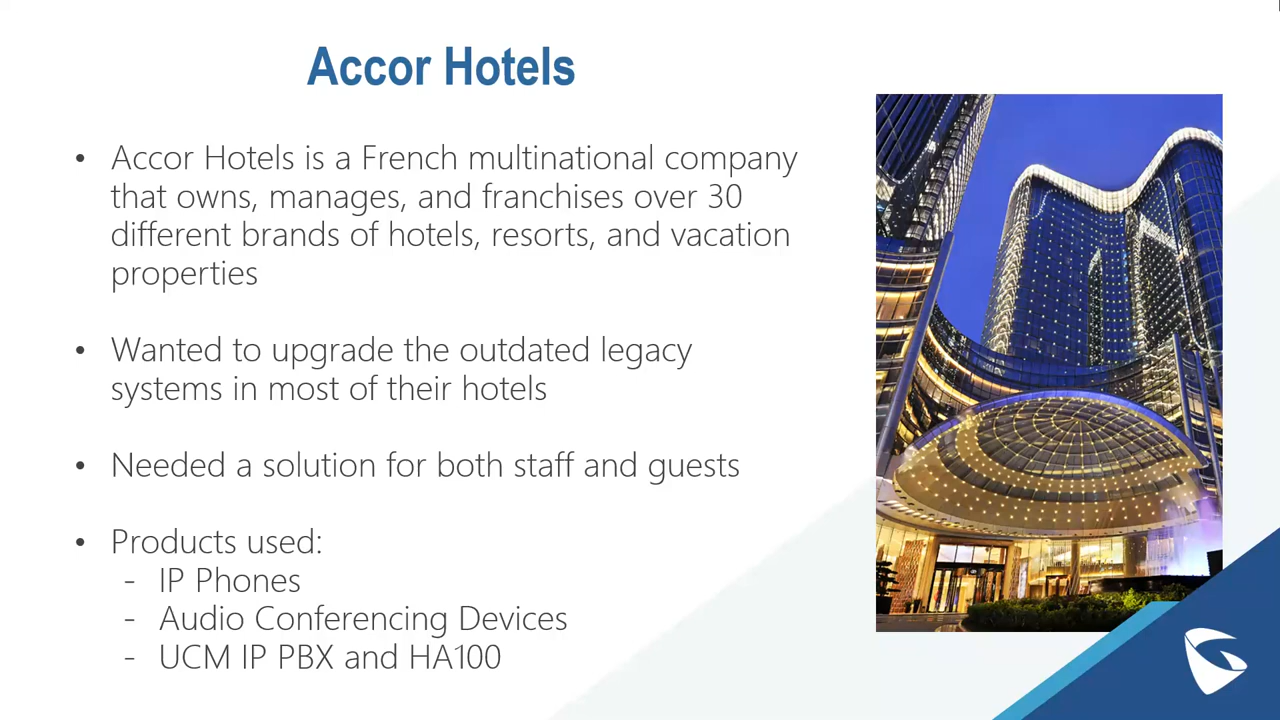 Accor Hotels
• Accor Hotels is a French multinational company
that owns, manages, and franchises over 30
different brands of hotels, resorts, and vacation
properties
• Wanted to upgrade the outdated legacy
systems in most of their hotels
• Needed a solution for both staff and guests
• Products used:
- IP Phones
- Audio Conferencing Devices
- UCM IP PBX and HA100